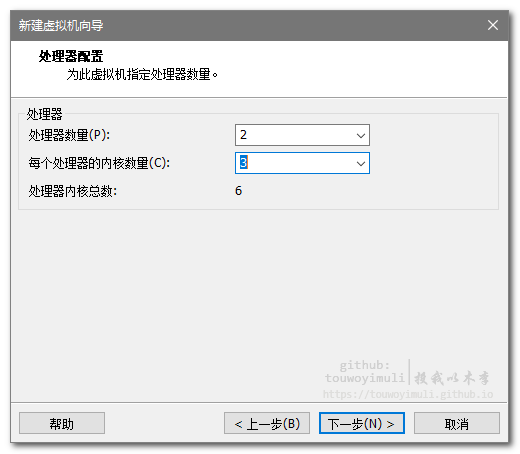 新建虚拟机向导
处理器配置
为此虚拟机指定处理器数量。
处理器
处理器数量(P): 2
每个处理器的内核数量(C): 3
处理器内核总数: 6
github:
touwoyimuli 投我以木李
https://touwoyimuli.github.io
帮助 < 上一步(B) 下一步(N) > 取消